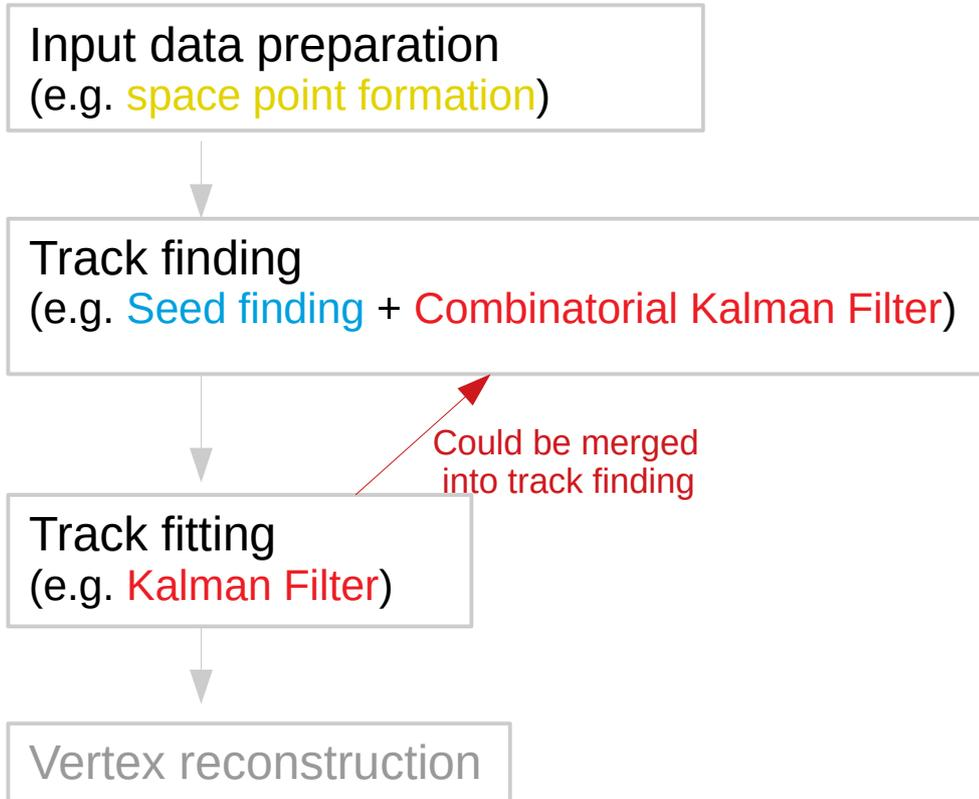 Input data preparation
(e.g. space point formation)
Track finding
(e.g. Seed finding + Combinatorial Kalman Filter)
Could be merged
into track finding
Track fitting
(e.g. Kalman Filter)
Vertex reconstruction